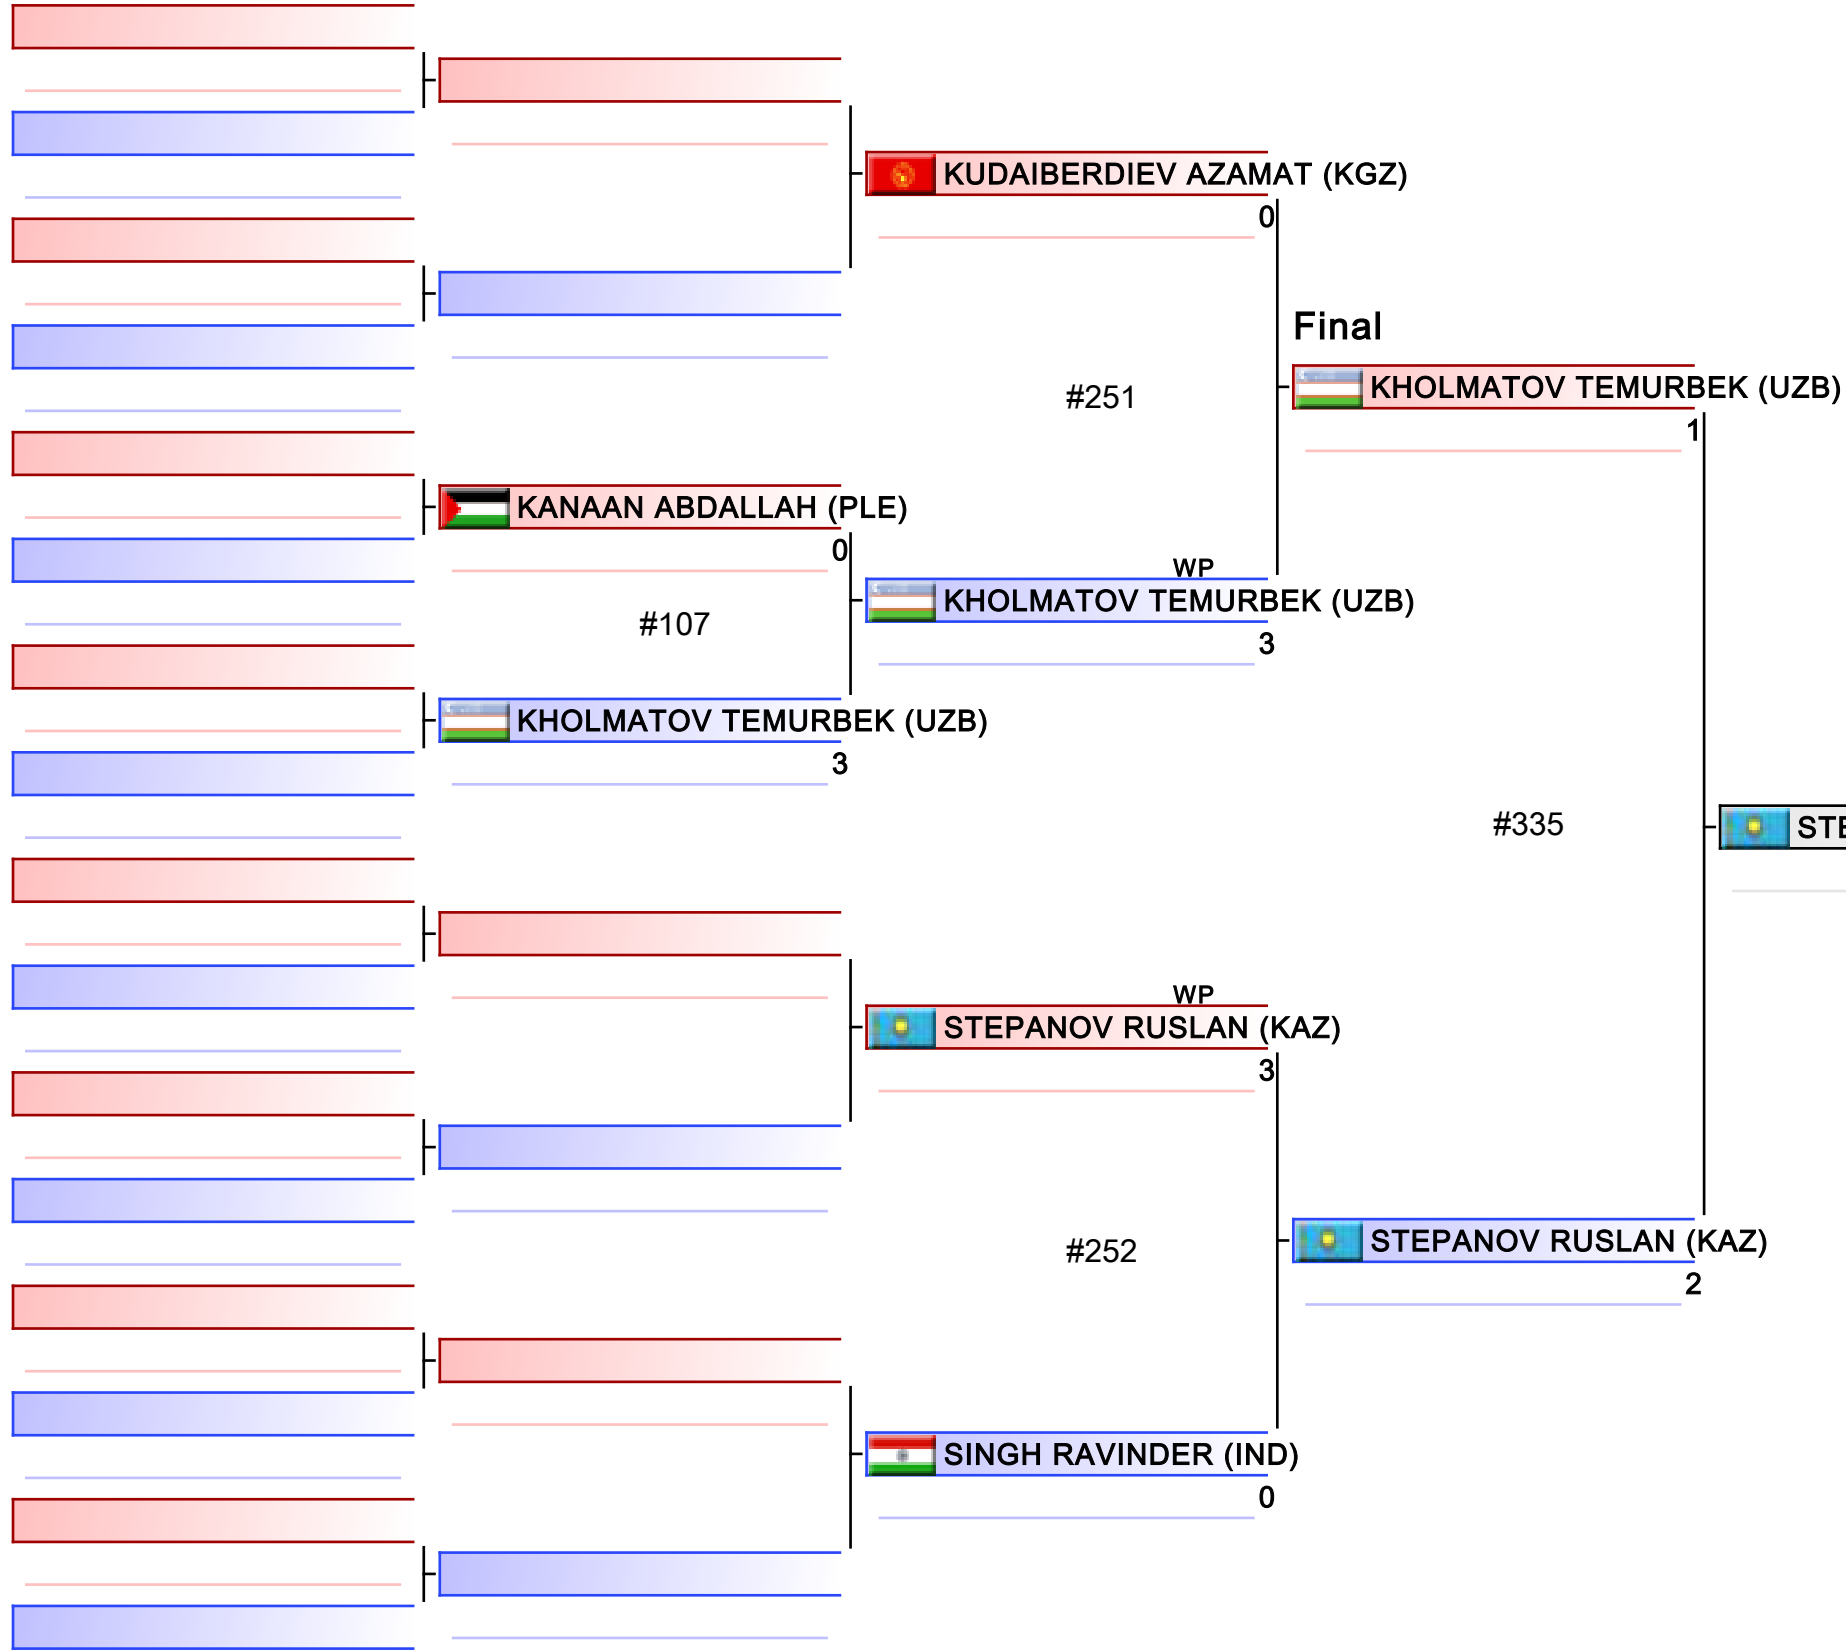 KUDAIBERDIEV AZAMAT (KGZ)
0
Final
#251
KHOLMATOV TEMURBEK (UZB)
1
KANAAN ABDALLAH (PLE)
0
WP
KHOLMATOV TEMURBEK (UZB)
3
#107
KHOLMATOV TEMURBEK (UZB)
3
#335
STE
WP
STEPANOV RUSLAN (KAZ)
3
#252
STEPANOV RUSLAN (KAZ)
2
SINGH RAVINDER (IND)
0